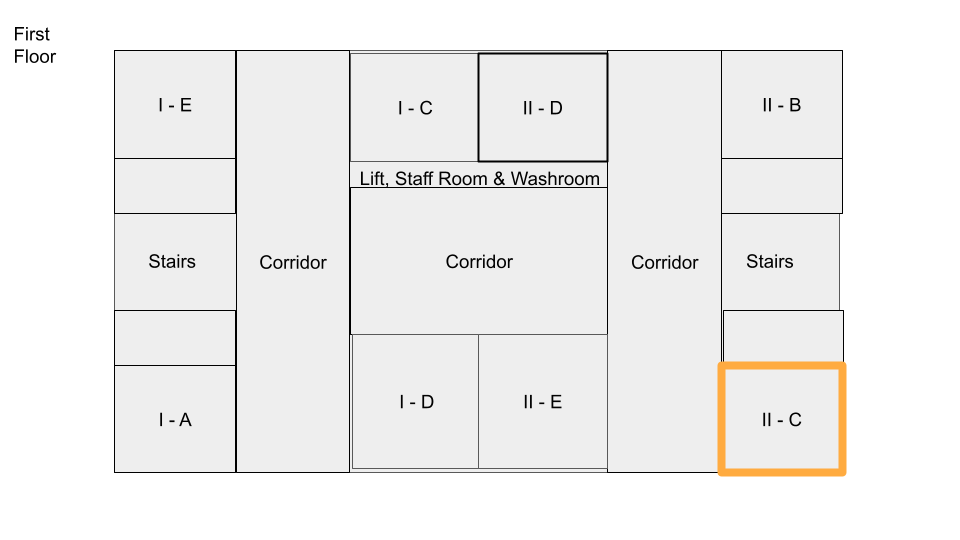 First
Floor
I - E
I - C
II - D
II - B
Lift, Staff Room & Washroom
Stairs
Corridor
Corridor
Corridor
Stairs
I - D
II - E
I - A
II - C